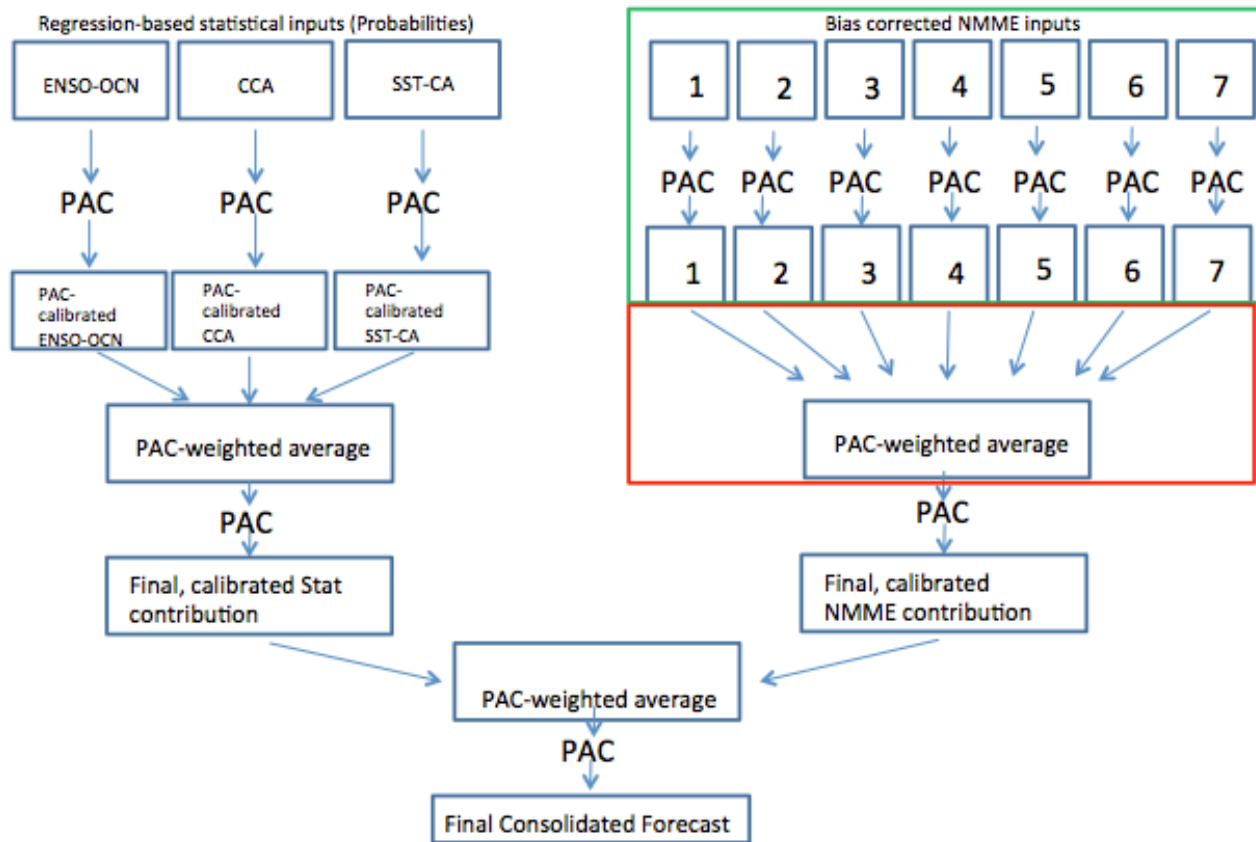 Regression-based statistical inputs (Probabilities)
Bias corrected NMME inputs
ENSO-OCN
CCA
SST-CA
1
2
3
4
5
6
7
PAC
PAC
PAC
PAC
PAC
PAC
PAC
PAC
PAC
PAC
PAC-
calibrated
ENSO-OCN
PAC-
calibrated
CCA
PAC-
calibrated
SST-CA
1
2
3
4
5
6
7
PAC-weighted average
PAC-weighted average
PAC
PAC
Final, calibrated Stat
contribution
Final, calibrated
NMME contribution
PAC-weighted average
PAC
Final Consolidated Forecast